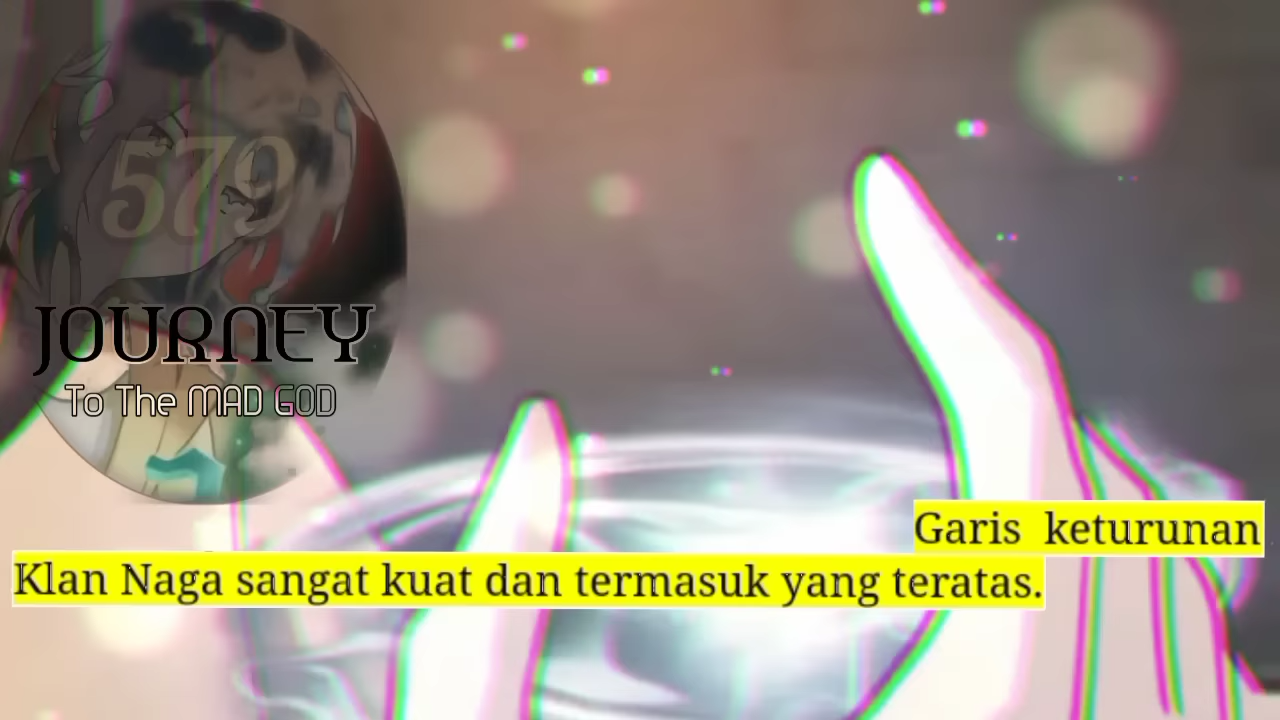 579
JOURNEY
To The MAD GOD
Garis keturunan
Klan Naga sangat kuat dan termasuk yang teratas.